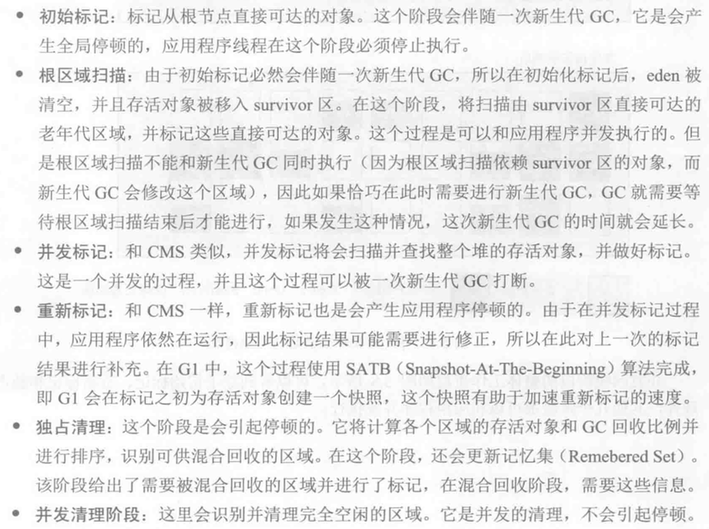 • 初始标记：标记从根节点直接可达的对象。这个阶段会伴随一次新生代 GC，它是会产
生全局停顿的，应用程序线程在这个阶段必须停止执行。
• 根区域扫描：由于初始标记必然会伴随一次新生代 GC，所以在初始化标记后，eden 被
清空，并且存活对象被移入 survivor 区。在这个阶段，将扫描由 survivor 区直接可达的
老年代区域，并标记这些直接可达的对象。这个过程是可以和应用程序并发执行的。但
是根区域扫描不能和新生代 GC 同时执行（因为根区域扫描依赖 survivor 区的对象，而
新生代 GC 会修改这个区域），因此如果恰巧在此时需要进行新生代 GC，GC 就需要等
待根区域扫描结束后才能进行，如果发生这种情况，这次新生代 GC 的时间就会延长。
• 并发标记：和 CMS 类似，并发标记将会扫描并查找整个堆的存活对象，并做好标记。
这是一个并发的过程，并且这个过程可以被一次新生代 GC 打断。
• 重新标记：和 CMS 一样，重新标记也是会产生应用程序停顿的。由于在并发标记过程
中，应用程序依然在运行，因此标记结果可能需要进行修正，所以在此对上一次的标记
结果进行补充。在 G1 中，这个过程使用 SATB（Snapshot-At-The-Beginning）算法完成，
即 G1 会在标记之初为存活对象创建一个快照，这个快照有助于加速重新标记的速度。
• 独占清理：这个阶段是会引起停顿的。它将计算各个区域的存活对象和 GC 回收比例并
进行排序，识别可供混合回收的区域。在这个阶段，还会更新记忆集（Remebered Set）。
该阶段给出了需要被混合回收的区域并进行了标记，在混合回收阶段，需要这些信息。
• 并发清理阶段：这里会识别并清理完全空闲的区域。它是并发的清理，不会引起停顿。